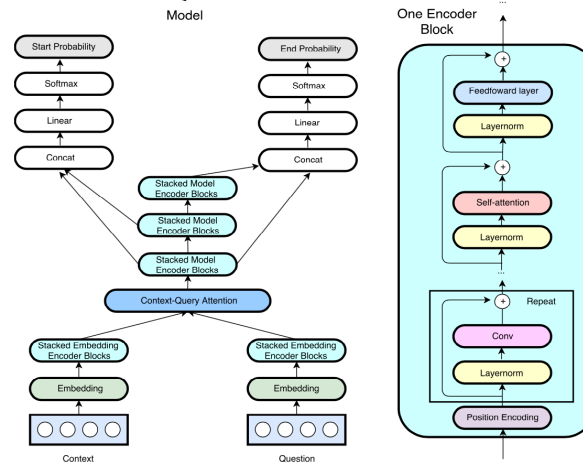 Model
Start Probability
Softmax
Linear
Concat
End Probability
Softmax
Linear
Concat
Stacked Model
Encoder Blocks
Stacked Model
Encoder Blocks
Stacked Model
Encoder Blocks
Context-Query Attention
Stacked Embedding
Encoder Blocks
Stacked Embedding
Encoder Blocks
Embedding
Embedding
Context
Question
One Encoder
Block
...
+
Feedfoward layer
Layernorm
+
Self-attention
Layernorm
...
...
+
Repeat
Conv
Layernorm
Position Encoding